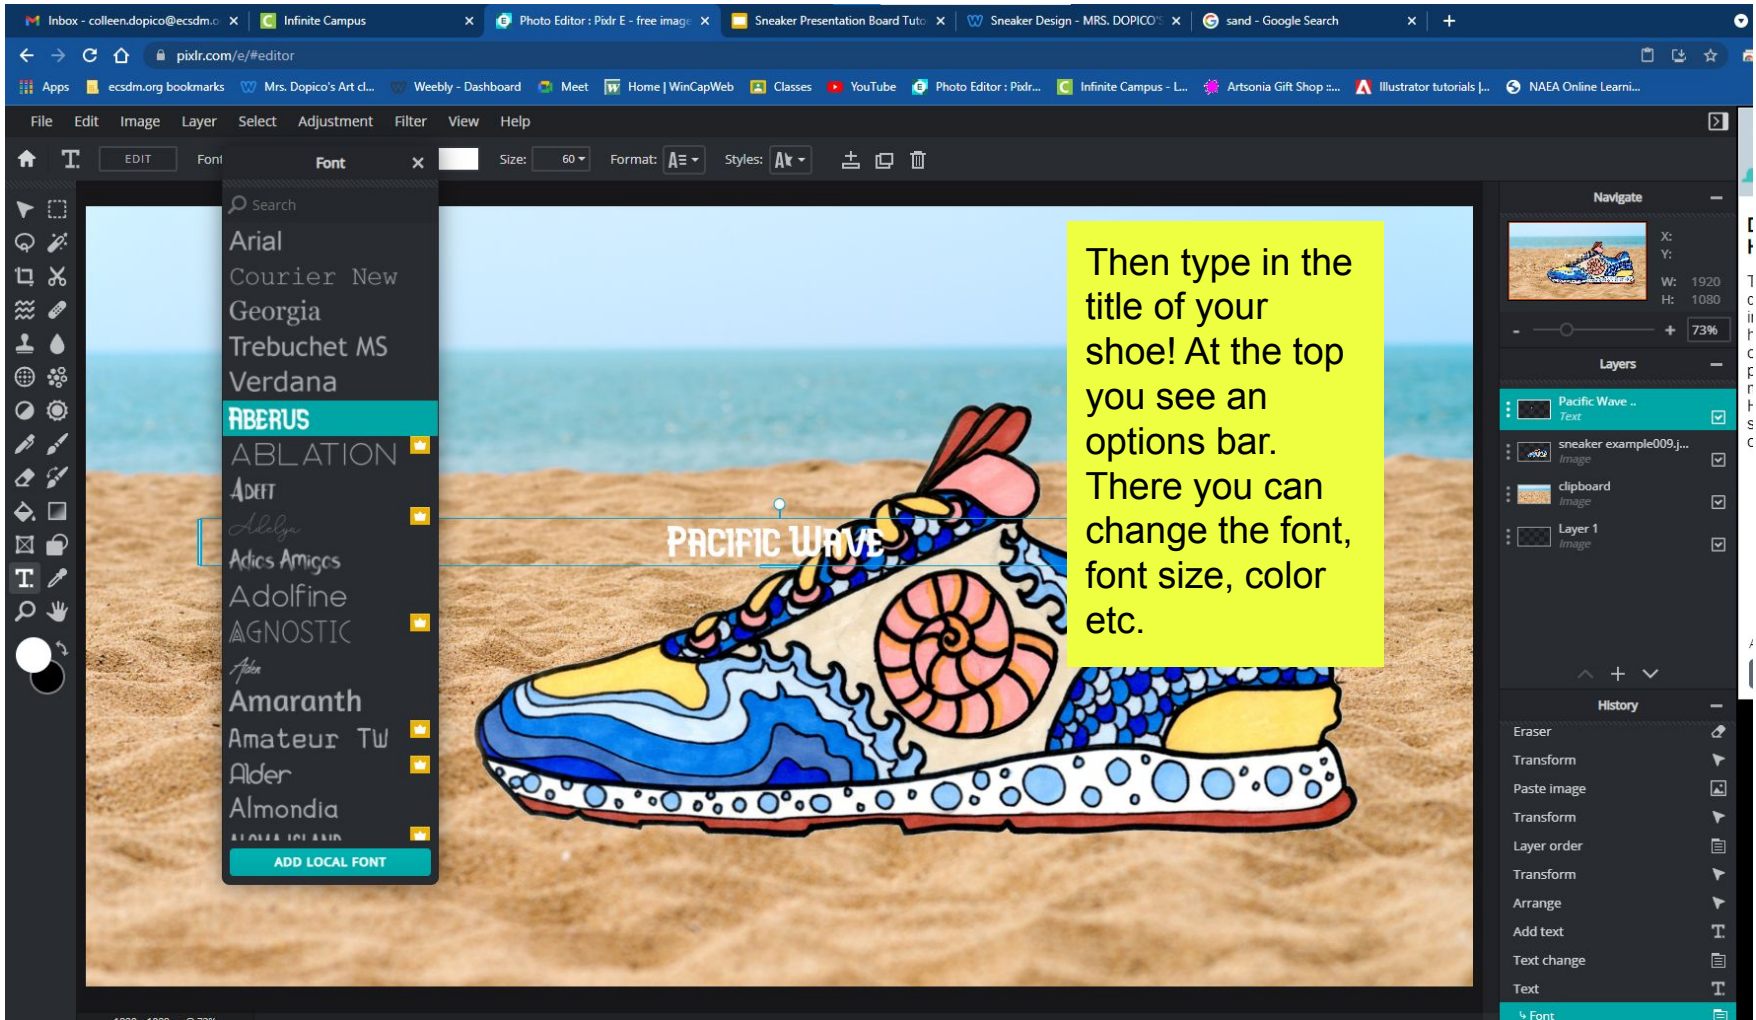 Inbox - colleen.dopico@ecsdm.o
Infinite Campus
Photo Editor : Pixlr E - free image
Sneaker Presentation Board Tuto
Sneaker Design - MRS. DOPICO'S
sand - Google Search
pixlr.com/e/#editor
Apps
ecsdm.org bookmarks
Mrs. Dopico's Art cl...
Weebly - Dashboard
Meet
Home | WinCapWeb
Classes
YouTube
Photo Editor : Pixlr...
Infinite Campus - L...
Artsonia Gift Shop ::...
Illustrator tutorials |...
NAEA Online Learni...
File Edit Image Layer Select Adjustment Filter View Help
EDIT
Font
Size: 60
Format:
Styles:
Font
Search
Arial
Courier New
Georgia
Trebuchet MS
Verdana
ABERUS
ABLATION
ADEFT
Adelya
Adios Amigos
Adolfine
AGNOSTIC
Aden
Amaranth
Amateur TW
Alder
Almondia
ALOMA ISLAND
ADD LOCAL FONT
PACIFIC WAVE
Then type in the
title of your
shoe! At the top
you see an
options bar.
There you can
change the font,
font size, color
etc.
Navigate
X:
Y:
W: 1920
H: 1080
73%
Layers
Pacific Wave ..
Text
sneaker example009.j...
Image
clipboard
Image
Layer 1
Image
History
Eraser
Transform
Paste image
Transform
Layer order
Transform
Arrange
Add text
Text change
Text
Font